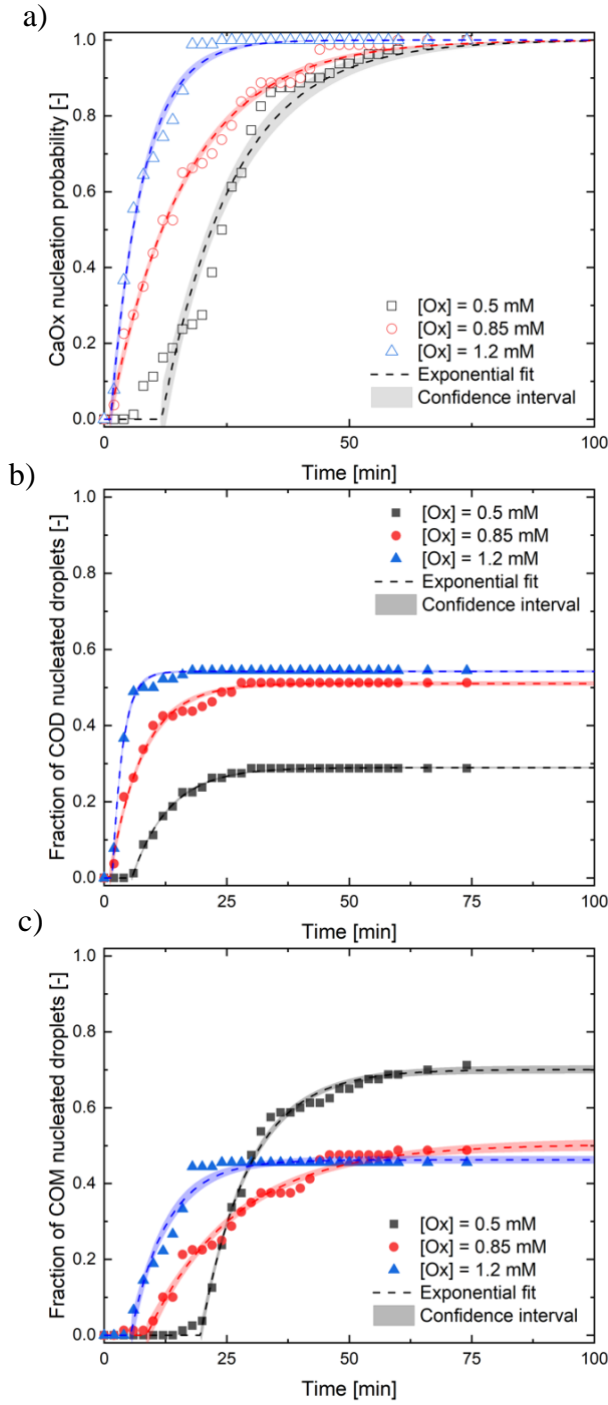 a)
CaOx nucleation probability [-]
1.0
0.8
0.6
0.4
0.2
0.0
[Ox] = 0.5 mM
[Ox] = 0.85 mM
[Ox] = 1.2 mM
Exponential fit
Confidence interval
0 25 50 75 100
Time [min]
b)
Fraction of COD nucleated droplets [-]
1.0
0.8
0.6
0.4
0.2
0.0
[Ox] = 0.5 mM
[Ox] = 0.85 mM
[Ox] = 1.2 mM
Exponential fit
Confidence interval
0 25 50 75 100
Time [min]
c)
Fraction of COM nucleated droplets [-]
1.0
0.8
0.6
0.4
0.2
0.0
[Ox] = 0.5 mM
[Ox] = 0.85 mM
[Ox] = 1.2 mM
Exponential fit
Confidence interval
0 25 50 75 100
Time [min]